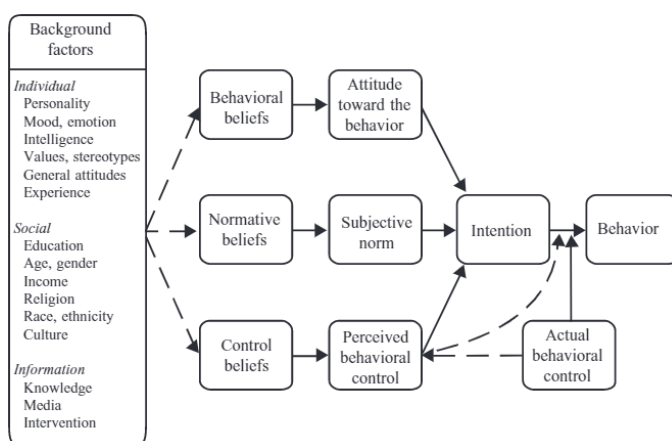 Background
factors
Individual
Personality
Mood, emotion
Intelligence
Values, stereotypes
General attitudes
Experience
Social
Education
Age, gender
Income
Religion
Race, ethnicity
Culture
Information
Knowledge
Media
Intervention
Behavioral
beliefs
Attitude
toward the
behavior
Normative
beliefs
Subjective
norm
Intention
Behavior
Control
beliefs
Perceived
behavioral
control
Actual
behavioral
control